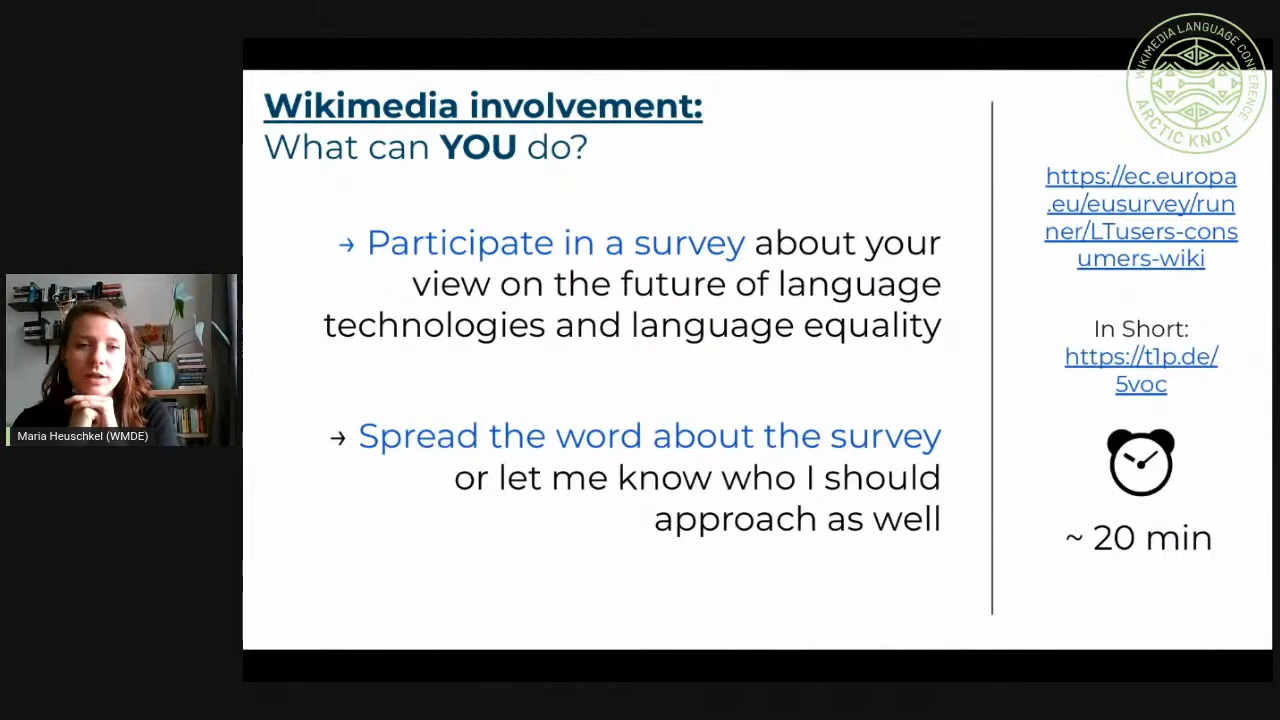 Wikimedia involvement:
What can YOU do?
→ Participate in a survey about your
view on the future of language
technologies and language equality
→ Spread the word about the survey
or let me know who I should
approach as well
https://ec.europa
.eu/eusurvey/run
ner/LTusers-cons
umers-wiki
In Short:
https://t1p.de/
5voc
~ 20 min
WIKIMEDIA LANGUAGE CONFERENCE
ARCTIC KNOT
Maria Heuschkel (WMDE)